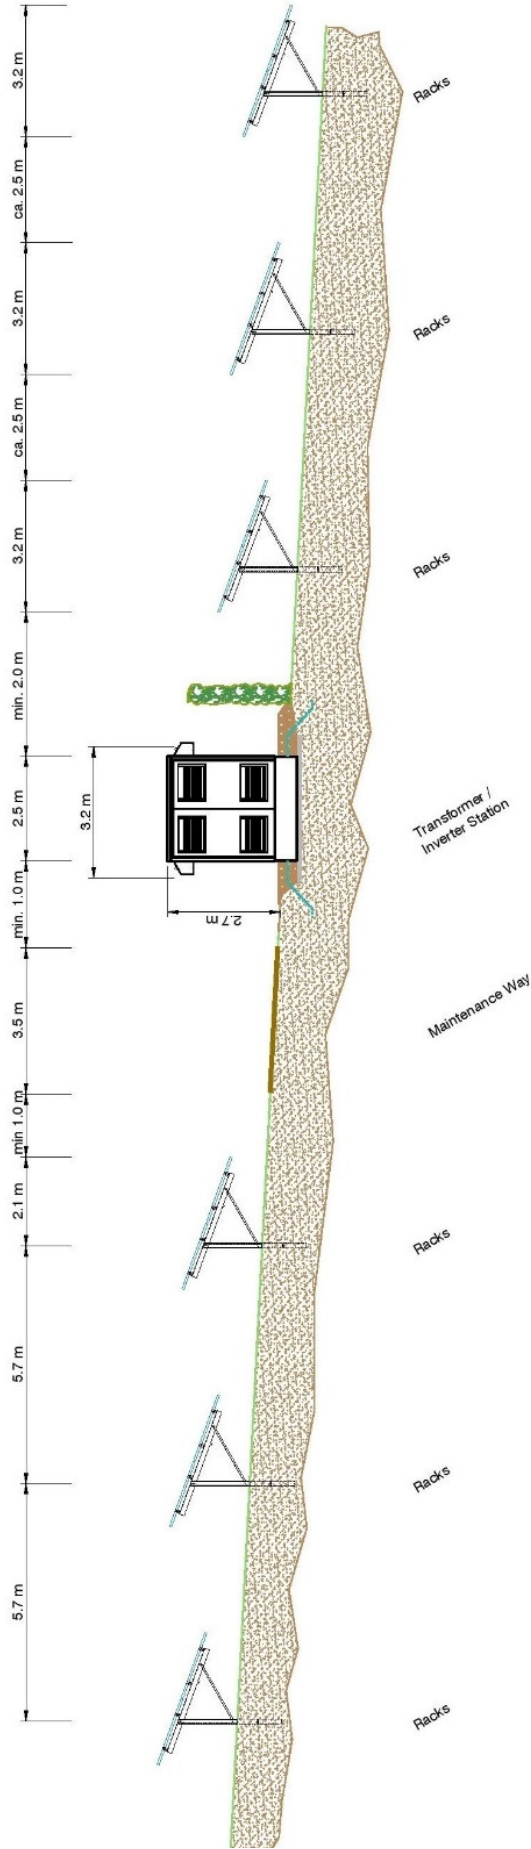 5.7 m
5.7 m
2.1 m
min 1.0 m
3.5 m
min. 1.0 m
2.5 m
min. 2.0 m
3.2 m
ca. 2.5 m
3.2 m
ca. 2.5 m
3.2 m
3.2 m
2.7 m
Racks
Racks
Racks
Maintenance Way
Transformer /
Inverter Station
Racks
Racks
Racks